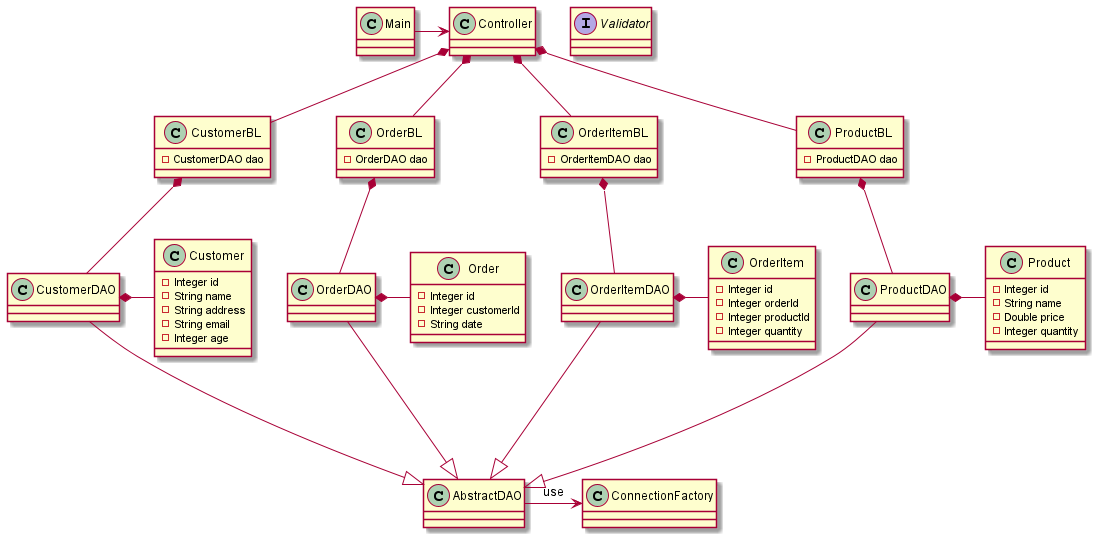 C Main
C Controller
I Validator
C CustomerBL
CustomerDAO dao
C OrderBL
OrderDAO dao
C OrderItemBL
OrderItemDAO dao
C ProductBL
ProductDAO dao
C CustomerDAO
C Customer
Integer id
String name
String address
String email
Integer age
C OrderDAO
C Order
Integer id
Integer customerId
String date
C OrderItemDAO
C OrderItem
Integer id
Integer orderId
Integer productId
Integer quantity
C ProductDAO
C Product
Integer id
String name
Double price
Integer quantity
C AbstractDAO
use
C ConnectionFactory